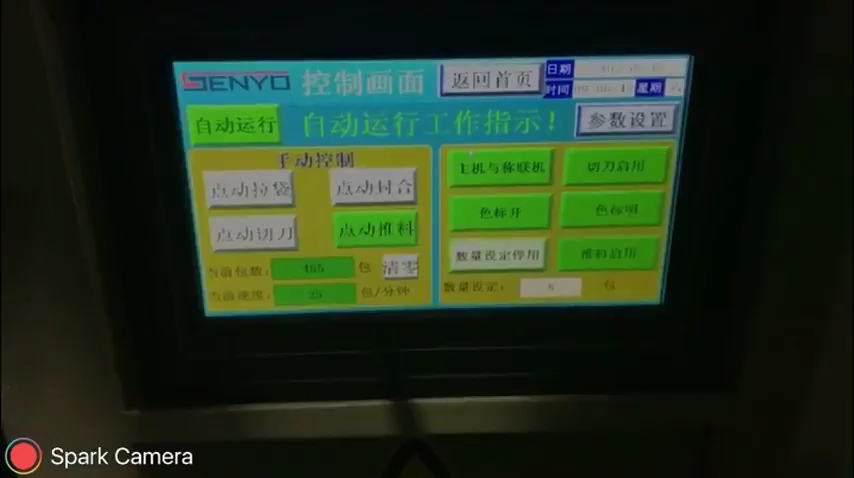 SENYO 控制画面 返回首页 日期
时间 星期
自动运行 自动运行工作指示! 参数设置
手动控制
点动拉袋 点动封合 主机与称联机 切刀启用
点动切刀 点动推料 色标开 色标明
数量设定停用 推料启用
当前包数: 465 包 清零
当前速度: 25 包/分钟 数量设定: 8 包
Spark Camera